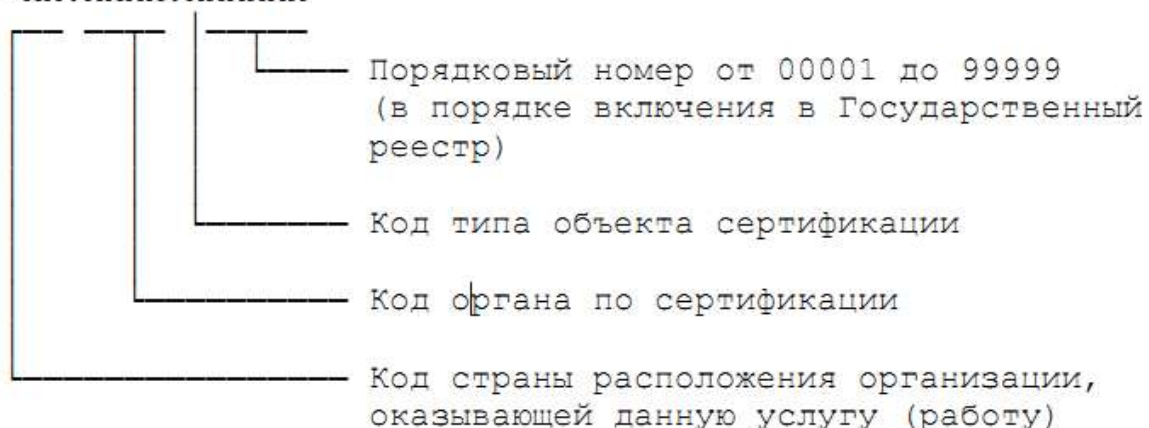 Порядковый номер от 00001 до 99999
(в порядке включения в Государственный
реестр)
Код типа объекта сертификации
Код органа по сертификации
Код страны расположения организации,
оказывающей данную услугу (работу)